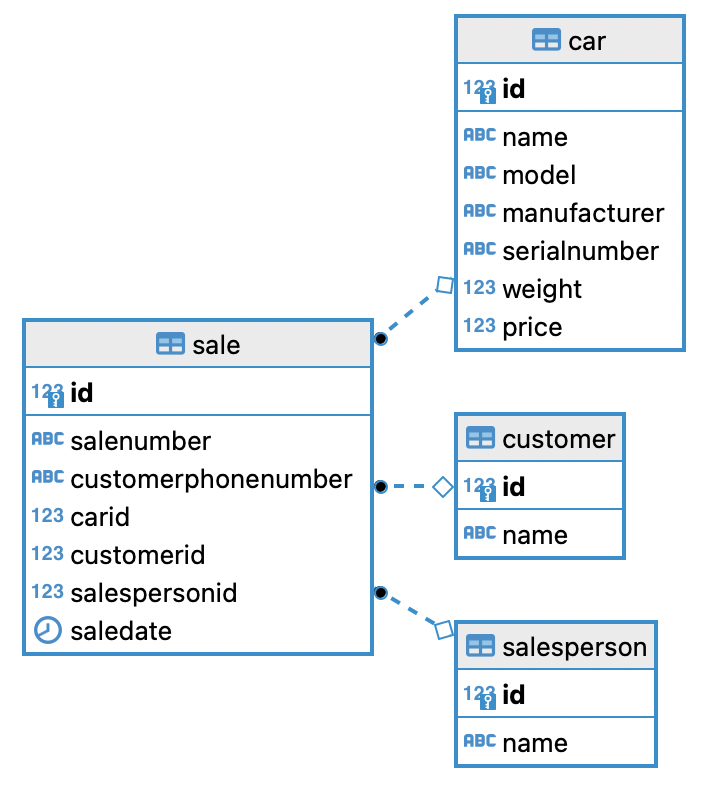 car
123 id
ABC name
ABC model
ABC manufacturer
ABC serialnumber
123 weight
123 price
sale
123 id
ABC salenumber
ABC customerphonenumber
123 carid
123 customerid
123 salespersonid
saledate
customer
123 id
ABC name
salesperson
123 id
ABC name